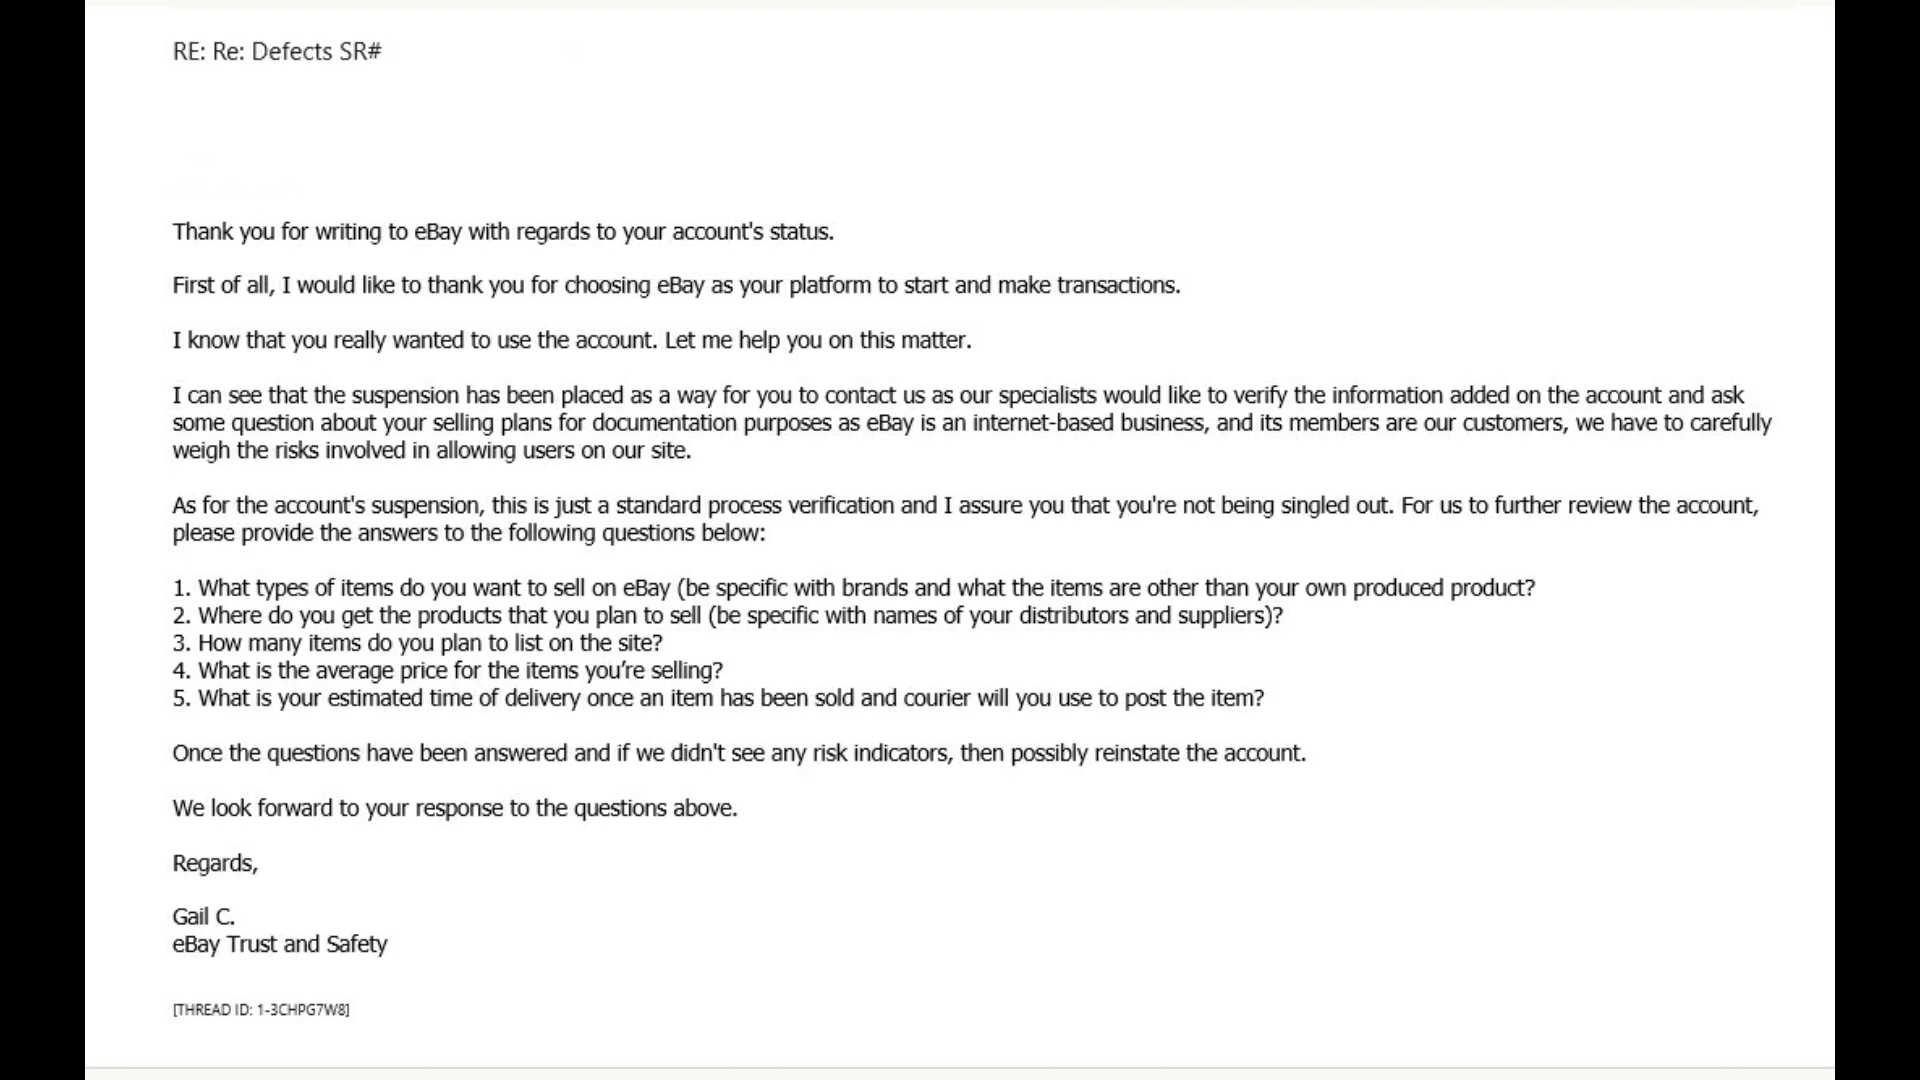 RE: Re: Defects SR#
Thank you for writing to eBay with regards to your account's status.
First of all, I would like to thank you for choosing eBay as your platform to start and make transactions.
I know that you really wanted to use the account. Let me help you on this matter.
I can see that the suspension has been placed as a way for you to contact us as our specialists would like to verify the information added on the account and ask
some question about your selling plans for documentation purposes as eBay is an internet-based business, and its members are our customers, we have to carefully
weigh the risks involved in allowing users on our site.
As for the account's suspension, this is just a standard process verification and I assure you that you're not being singled out. For us to further review the account,
please provide the answers to the following questions below:
1. What types of items do you want to sell on eBay (be specific with brands and what the items are other than your own produced product?
2. Where do you get the products that you plan to sell (be specific with names of your distributors and suppliers)?
3. How many items do you plan to list on the site?
4. What is the average price for the items you’re selling?
5. What is your estimated time of delivery once an item has been sold and courier will you use to post the item?
Once the questions have been answered and if we didn't see any risk indicators, then possibly reinstate the account.
We look forward to your response to the questions above.
Regards,
Gail C.
eBay Trust and Safety
[THREAD ID: 1-3CHPG7W8]